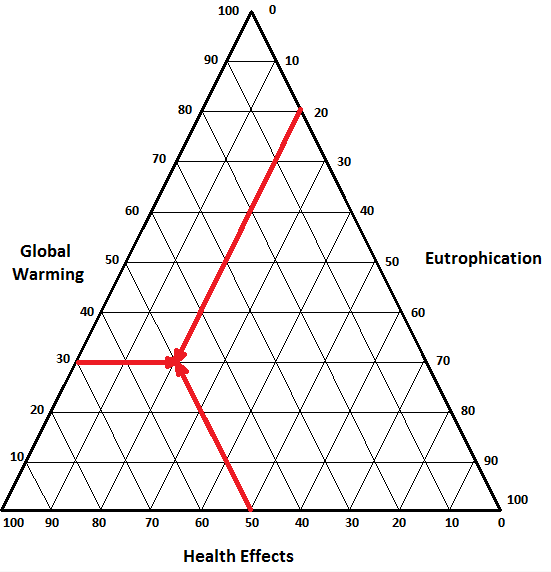 100 0
90 10
80 20
70 30
60 40
Global
Warming
50 50
Eutrophication
40 60
30 70
20 80
10 90
100
100 90 80 70 60 50 40 30 20 10 0
Health Effects